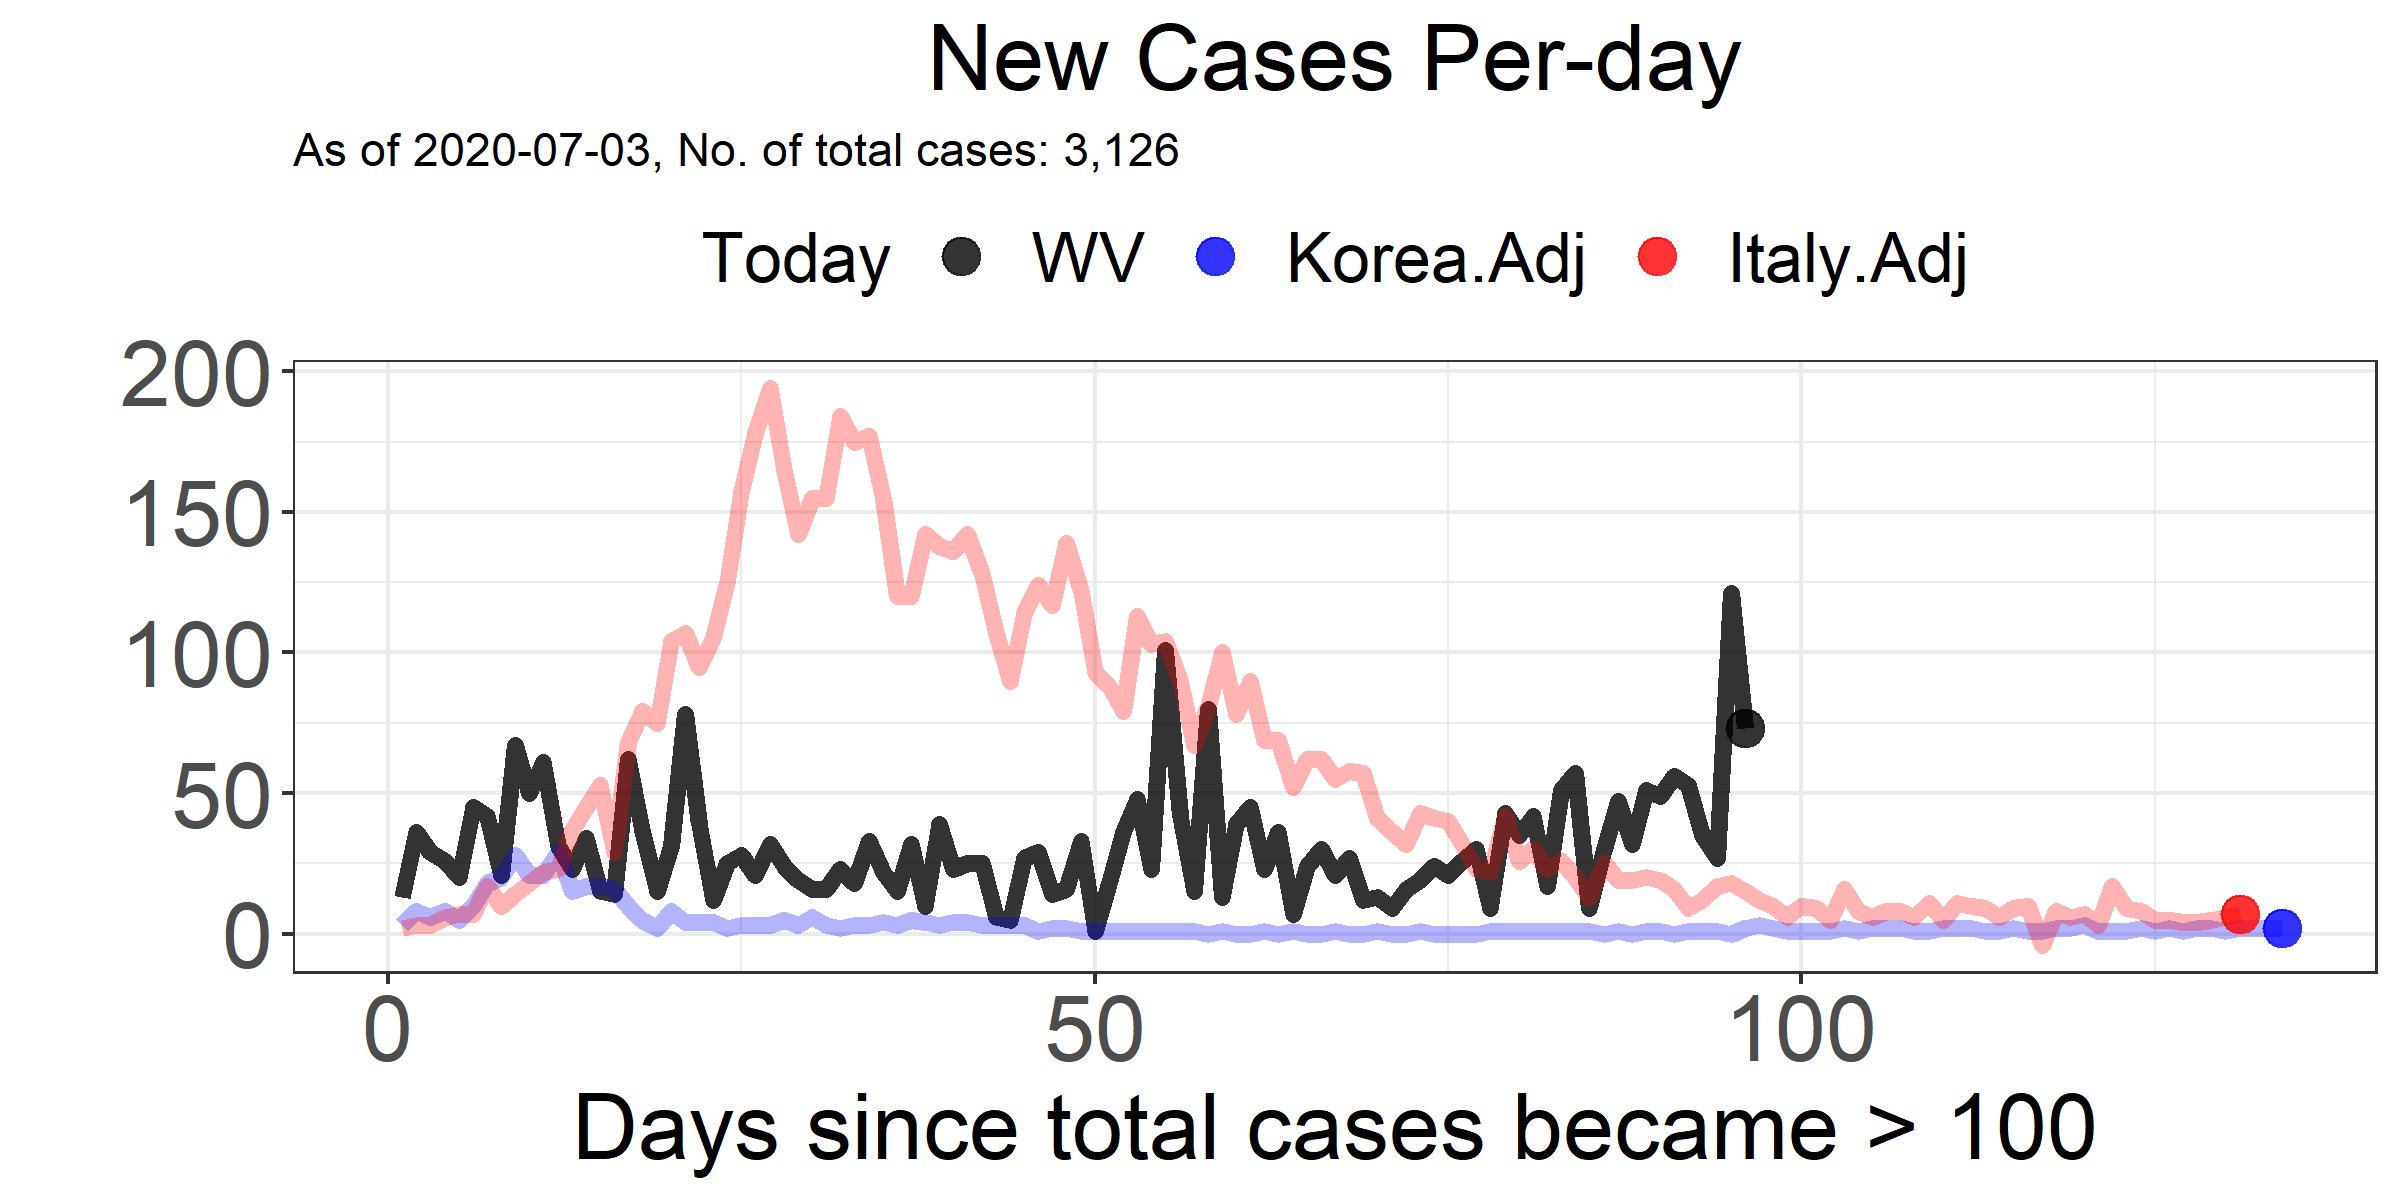 New Cases Per-day
As of 2020-07-03, No. of total cases: 3,126
Today WV Korea.Adj Italy.Adj
200
150
100
50
0
0 50 100
Days since total cases became > 100